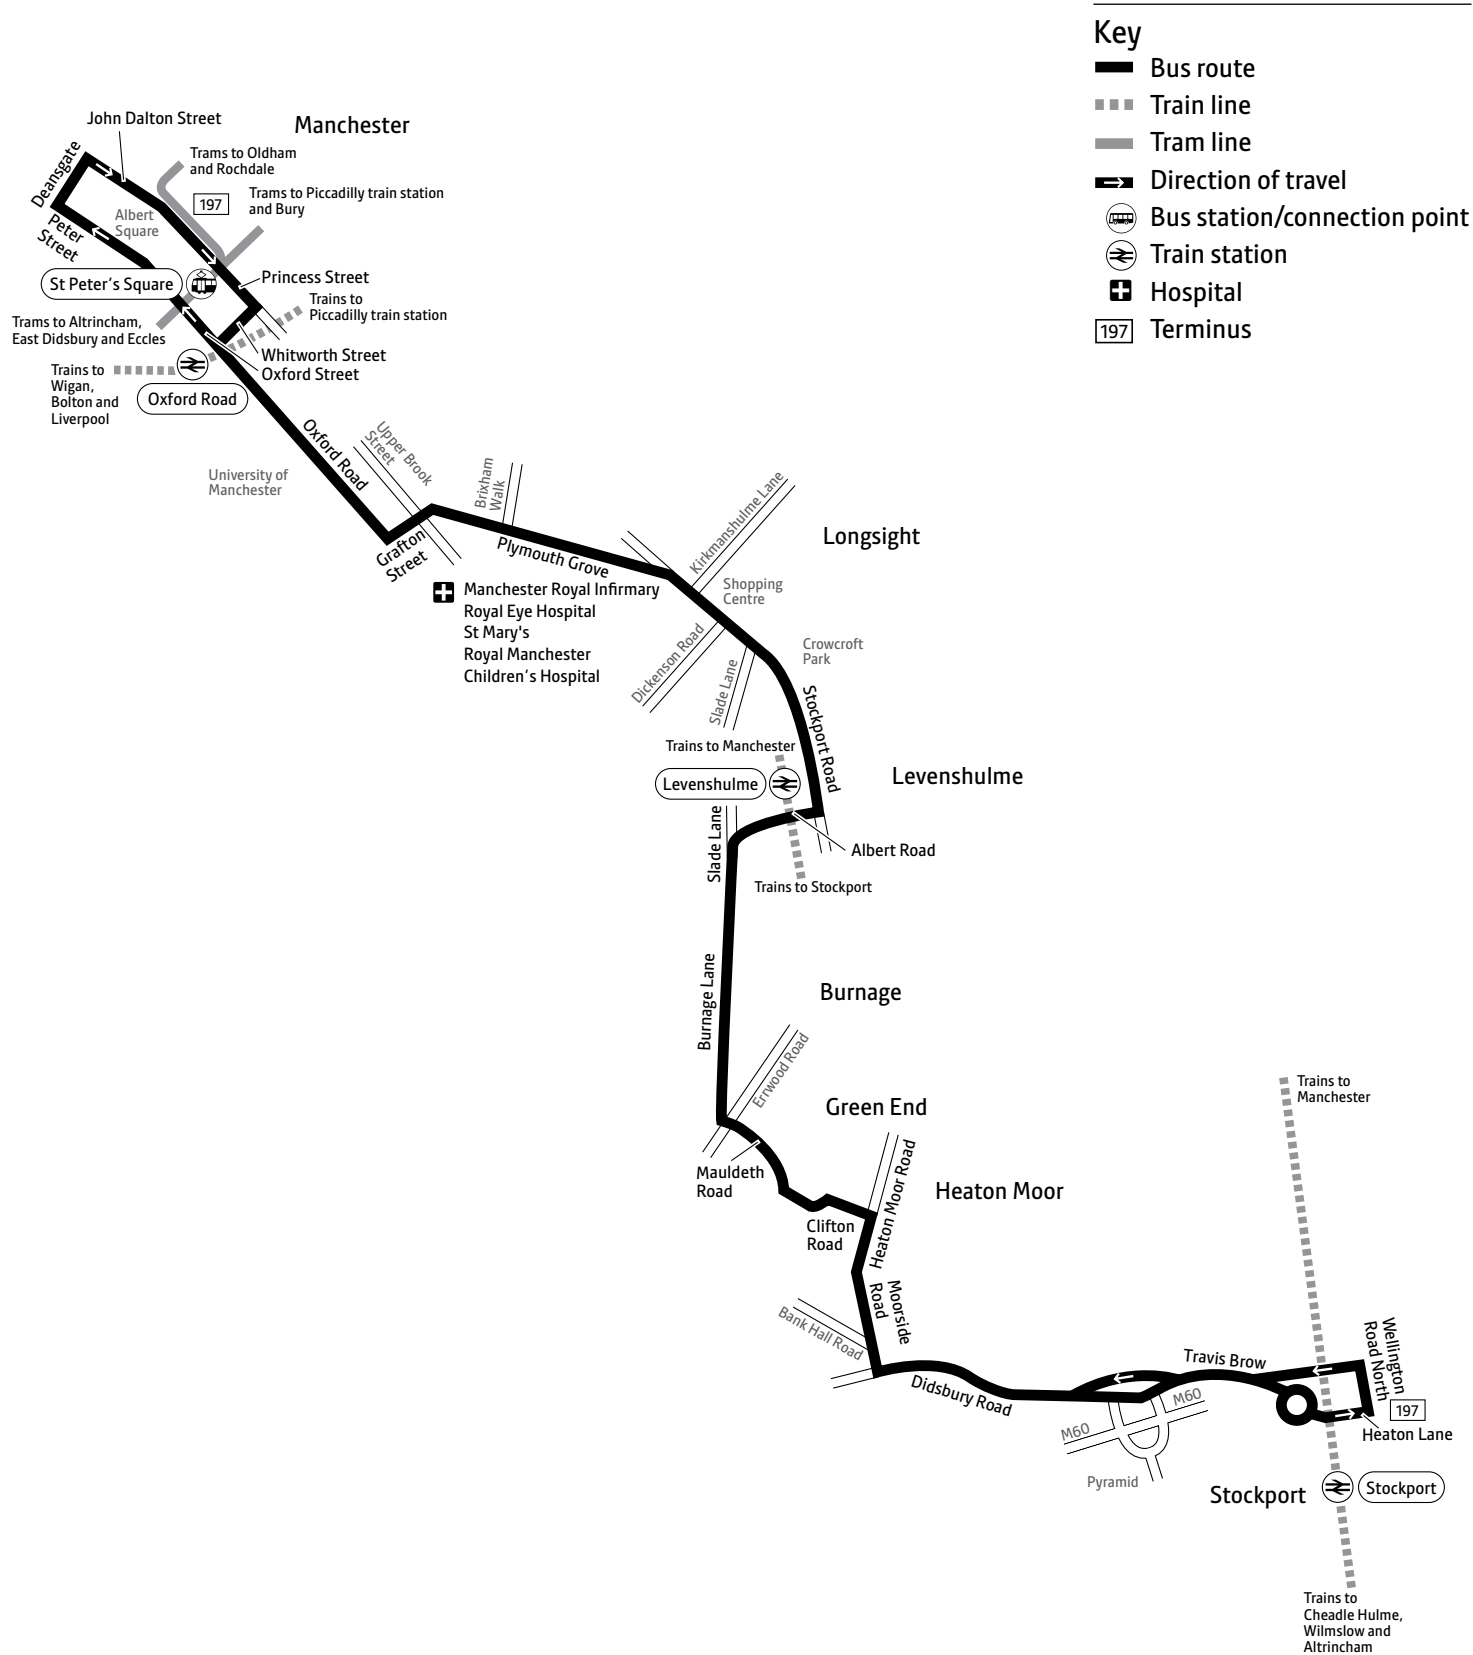 Key
Bus route
Train line
Tram line
Direction of travel
Bus station/connection point
Train station
Hospital
197
Terminus
John Dalton Street
Manchester
Deansgate
Trams to Oldham
and Rochdale
197
Trams to Piccadilly train station
and Bury
Albert
Square
Peter
Street
St Peter's Square
Princess Street
Trains to
Piccadilly train station
Trams to Altrincham,
East Didsbury and Eccles
Whitworth Street
Oxford Street
Trains to
Wigan,
Bolton and
Liverpool
Oxford Road
Oxford Road
Upper Brook
Street
University of
Manchester
Brixham
Walk
Kirkmanshulme Lane
Longsight
Grafton
Street
Plymouth Grove
Manchester Royal Infirmary
Royal Eye Hospital
St Mary's
Royal Manchester
Children's Hospital
Shopping
Centre
Dickenson Road
Slade Lane
Crowcroft
Park
Stockport Road
Trains to Manchester
Levenshulme
Levenshulme
Slade Lane
Albert Road
Trains to Stockport
Burnage Lane
Burnage
Ernwood Road
Green End
Mauldeth
Road
Heaton Moor Road
Heaton Moor
Clifton
Road
Moorside
Road
Bank Hall Road
Didsbury Road
Trains to
Manchester
Travis Brow
Wellington
Road North
M60
M60
197
Heaton Lane
Pyramid
Stockport
Stockport
Trains to
Cheadle Hulme,
Wilmslow and
Altrincham